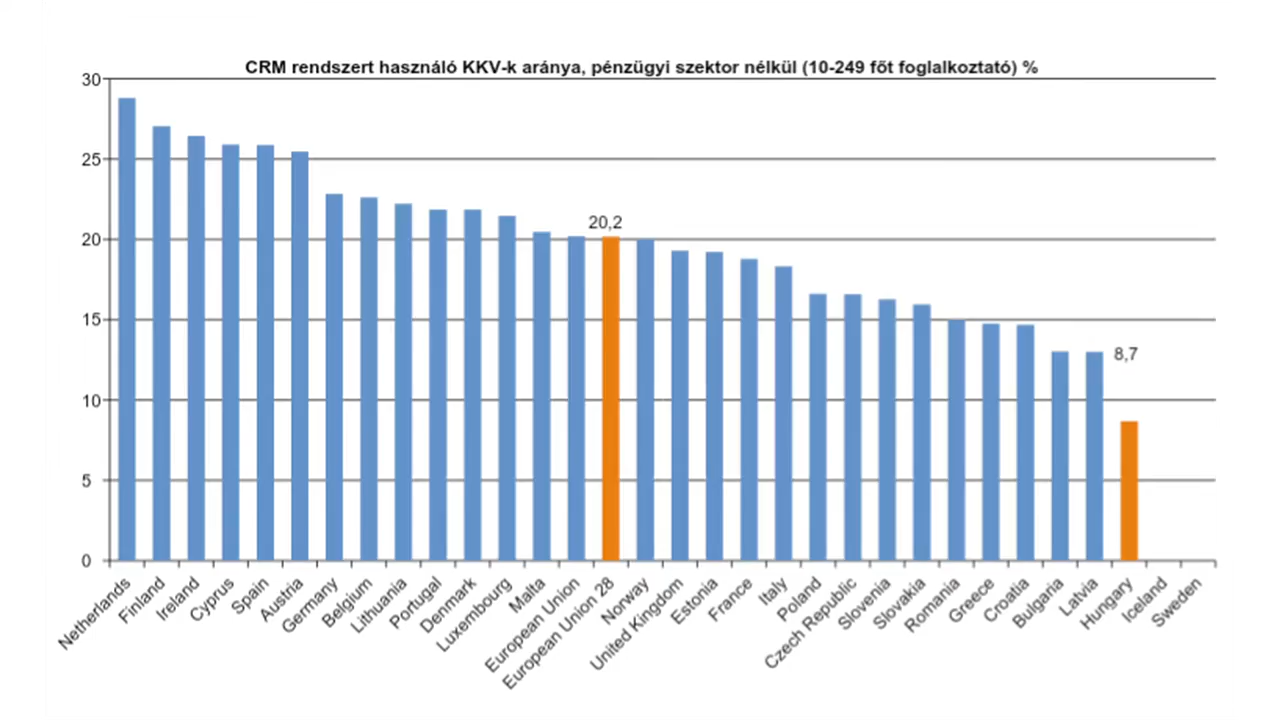 CRM rendszert használó KKV-k aránya, pénzügyi szektor nélkül (10-249 főt foglalkoztató) %
30
25
20
15
10
5
0
20,2
8,7
Netherlands
Finland
Ireland
Cyprus
Spain
Austria
Germany
Belgium
Lithuania
Portugal
Denmark
Luxembourg
Malta
European Union
European Union 28
Norway
United Kingdom
Estonia
France
Italy
Poland
Czech Republic
Slovenia
Slovakia
Romania
Greece
Croatia
Bulgaria
Latvia
Hungary
Iceland
Sweden